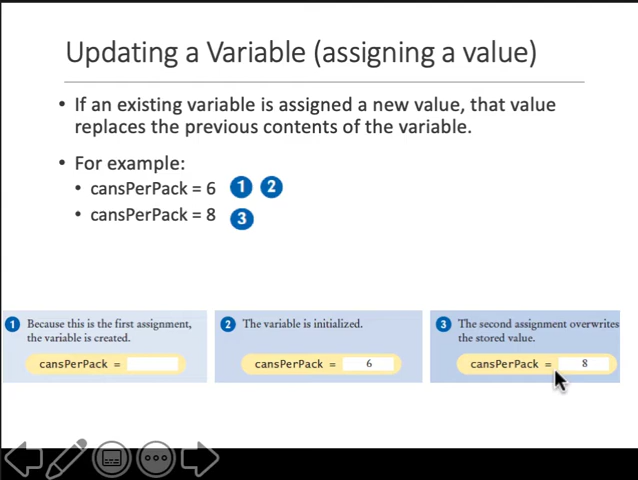 Updating a Variable (assigning a value)
• If an existing variable is assigned a new value, that value
replaces the previous contents of the variable.
• For example:
• cansPerPack = 6 1 2
• cansPerPack = 8 3
1 Because this is the first assignment,
the variable is created.
cansPerPack =
2 The variable is initialized.
cansPerPack = 6
3 The second assignment overwrites
the stored value.
cansPerPack = 8